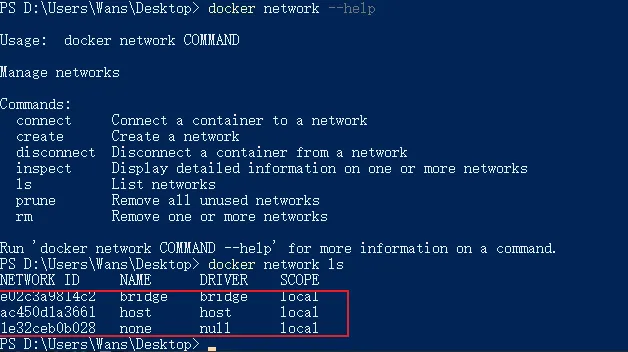 PS D:\Users\Wans\Desktop> docker network --help
Usage:  docker network COMMAND
Manage networks
Commands:
  connect     Connect a container to a network
  create      Create a network
  disconnect  Disconnect a container from a network
  inspect     Display detailed information on one or more networks
  ls          List networks
  prune       Remove all unused networks
  rm          Remove one or more networks
Run 'docker network COMMAND --help' for more information on a command.
PS D:\Users\Wans\Desktop> docker network ls
NETWORK ID     NAME      DRIVER    SCOPE
e02c3a9814c2   bridge    bridge    local
ac450d1a3661   host      host      local
1e32ceb0b028   none      null      local
PS D:\Users\Wans\Desktop>